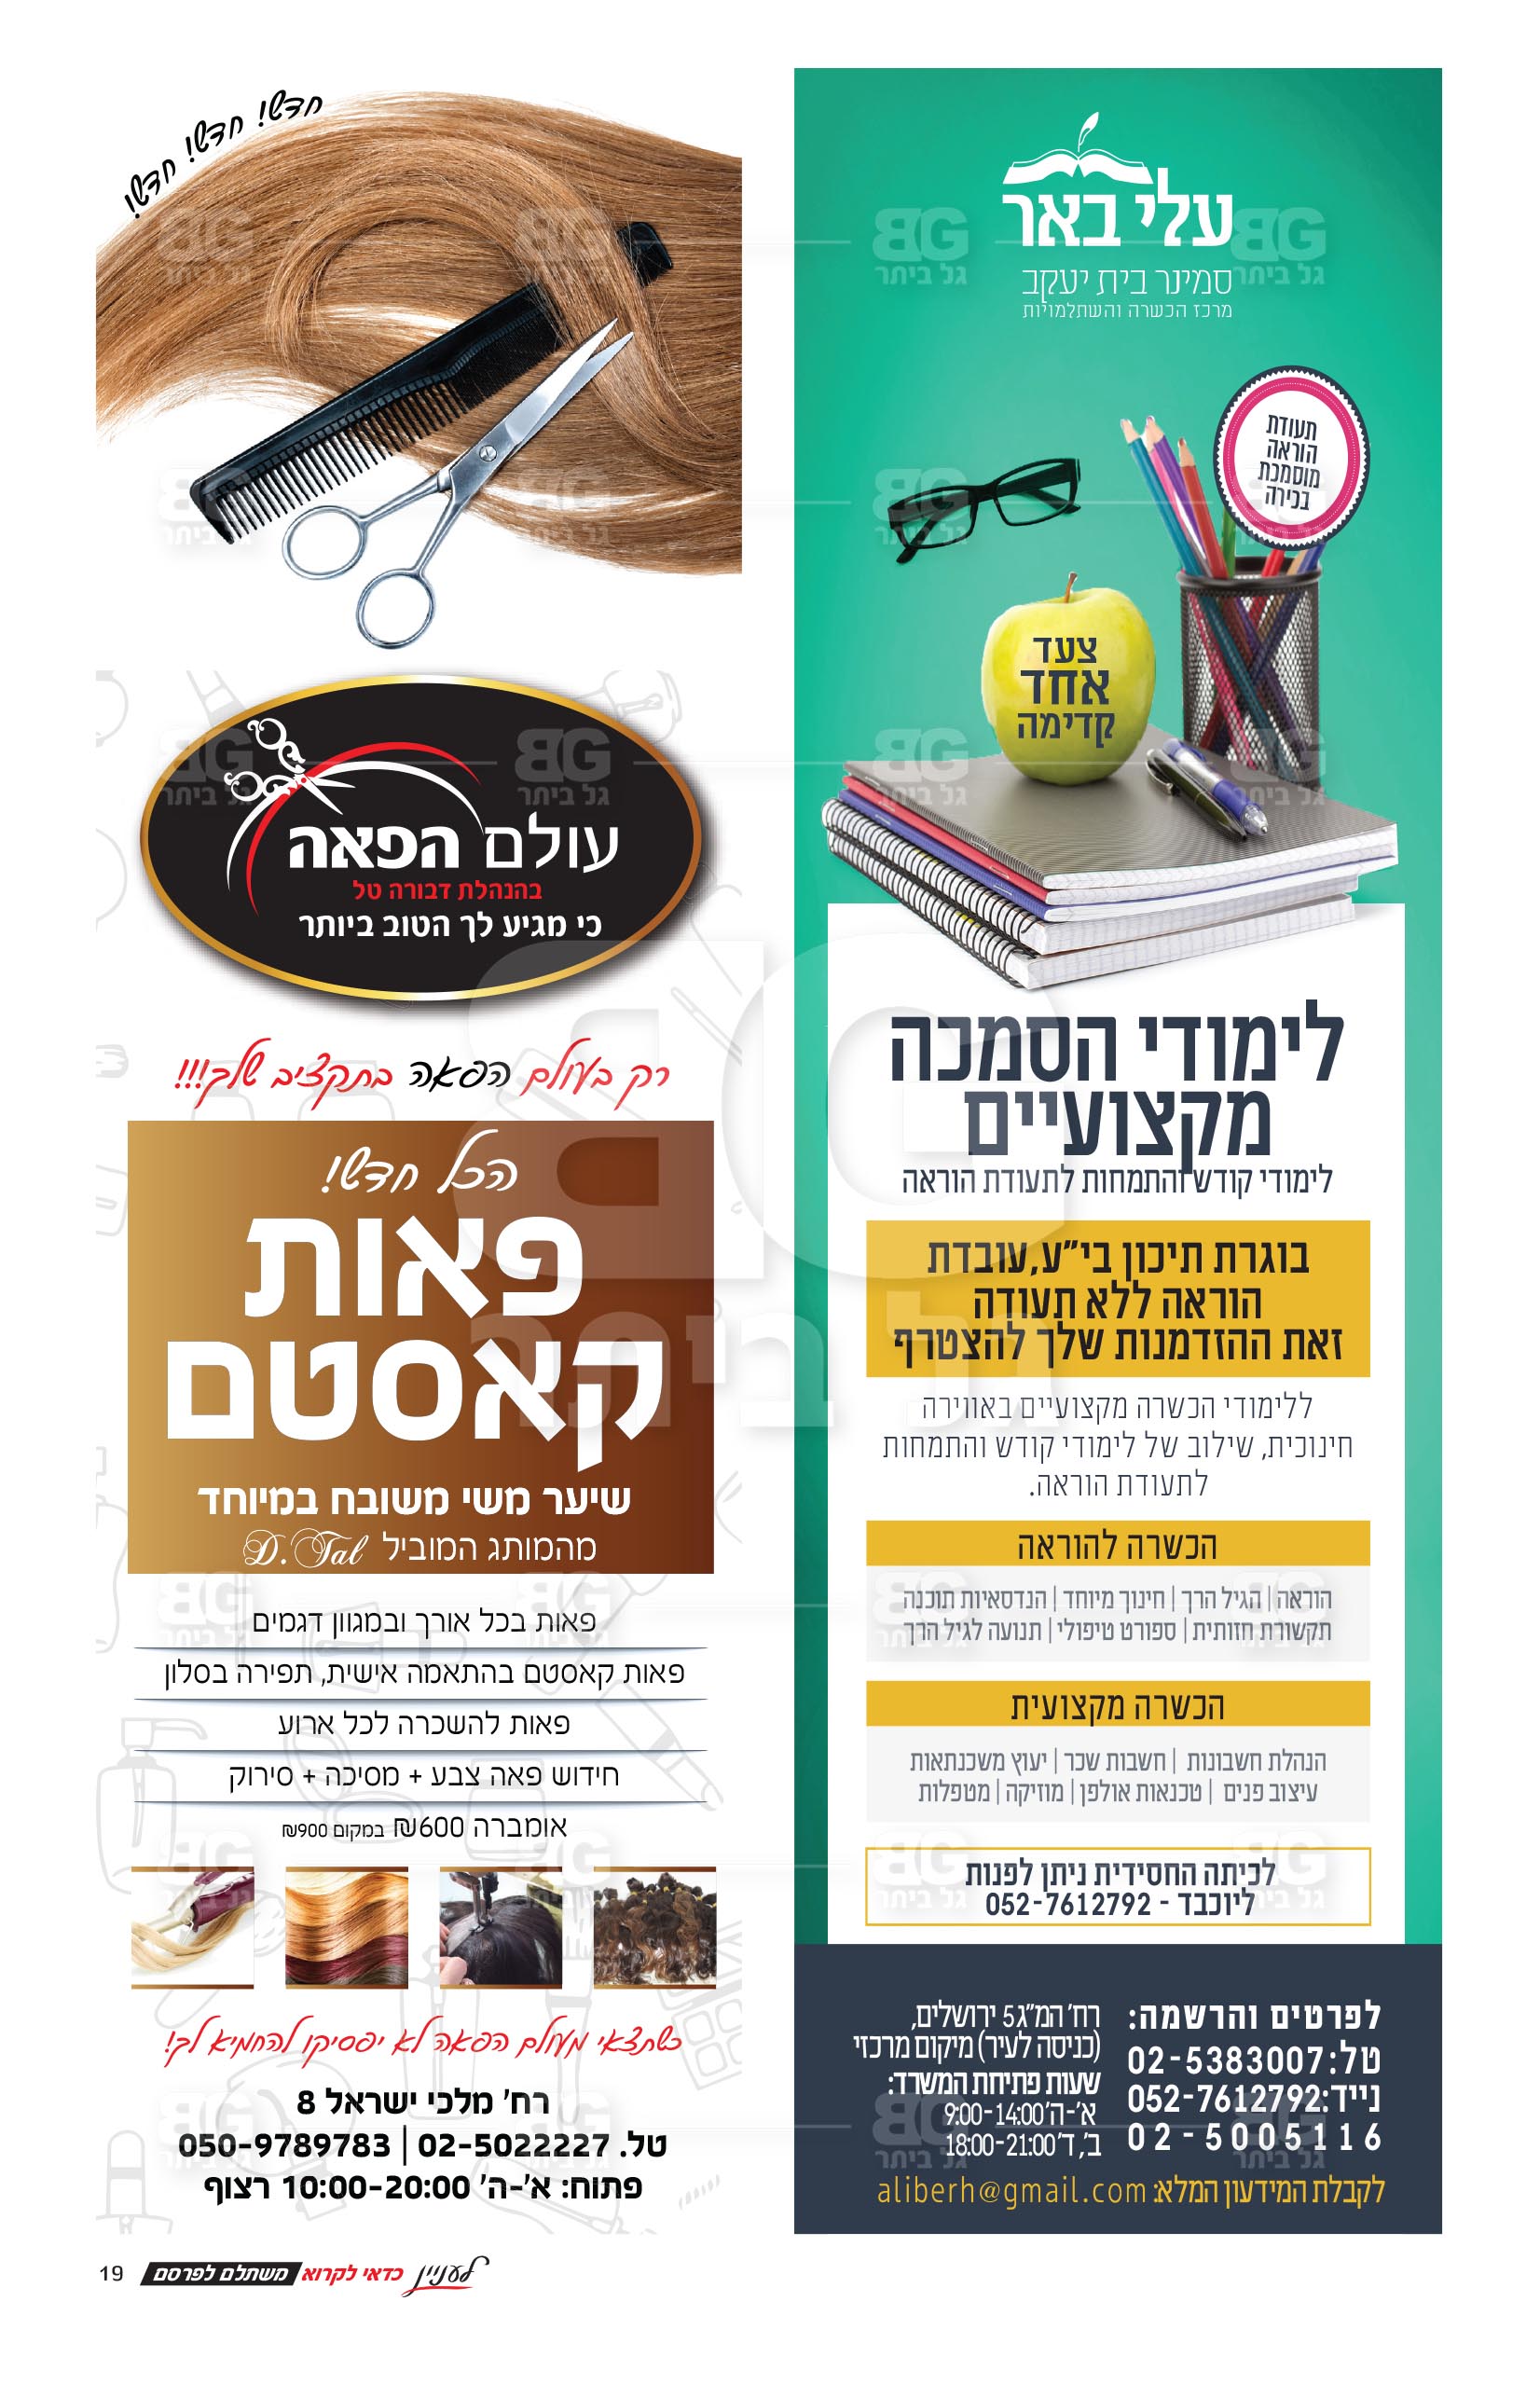 עלי באר
סמינר בית יעקב
מרכז הכשרה והשתלמויות
תעודת
הוראה
מוסמכת
בכירה
צעד
אחד
קדימה
לימודי הסמכה
מקצועיים
לימודי קודש והתמחות לתעודת הוראה
בוגרת תיכון בי״ע, עובדת
הוראה ללא תעודה
זאת ההזדמנות שלך להצטרף
ללימודי הכשרה מקצועיים באווירה
חינוכית, שילוב של לימודי קודש והתמחות
לתעודת הוראה.
הכשרה להוראה
הוראה | הגיל הרך | חינוך מיוחד | הנדסאיות תוכנה
תקשורת חזותית | ספורט טיפולי | תנועה לגיל הרך
הכשרה מקצועית
הנהלת חשבונות | חשבות שכר | יעוץ משכנתאות
עיצוב פנים | טכנאות אולפן | מוזיקה | מטפלות
לכיתה החסידית ניתן לפנות
ליוכבד - 052-7612792
לפרטים והרשמה:
טל: 02-5383007
נייד: 052-7612792
02-5005116
רח׳ המ״ג 5 ירושלים,
(כניסה לעיר) מיקום מרכזי
שעות פתיחת המשרד:
א׳-ה׳ 9:00-14:00
ב׳, ד׳ 18:00-21:00
לקבלת המידעון המלא: aliberh@gmail.com
חדש! חדש! חדש!
עולם הפאה
בהנהלת דבורה טל
כי מגיע לך הטוב ביותר
רק בעולם הפאה בתקציב שלך!!!
הכל חדש!
פאות
קאסטם
שיער משי משובח במיוחד
מהמותג המוביל D.Tal
פאות בכל אורך ובמגוון דגמים
פאות קאסטם בהתאמה אישית, תפירה בסלון
פאות להשכרה לכל ארוע
חידוש פאה צבע + מסיכה + סירוק
אומברה 600₪ במקום 900₪
כשתצאי מעולם הפאה לא יפסיקו להחמיא לך!
רח׳ מלכי ישראל 8
טל. 02-5022227 | 050-9789783
פתוח: א׳-ה׳ 10:00-20:00 רצוף
לעניין כדאי לקרוא משתלם לפרסם 19
BG
גל ביתר